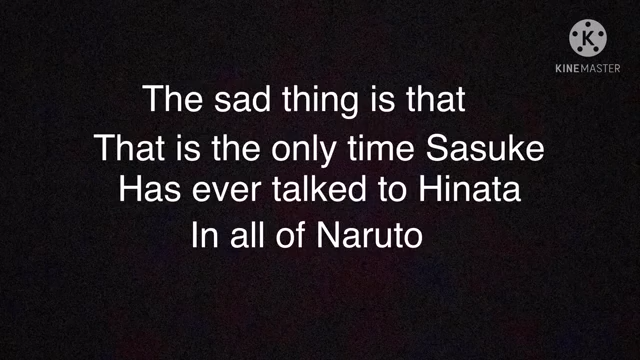 KINEMASTER
The sad thing is that
That is the only time Sasuke
Has ever talked to Hinata
In all of Naruto